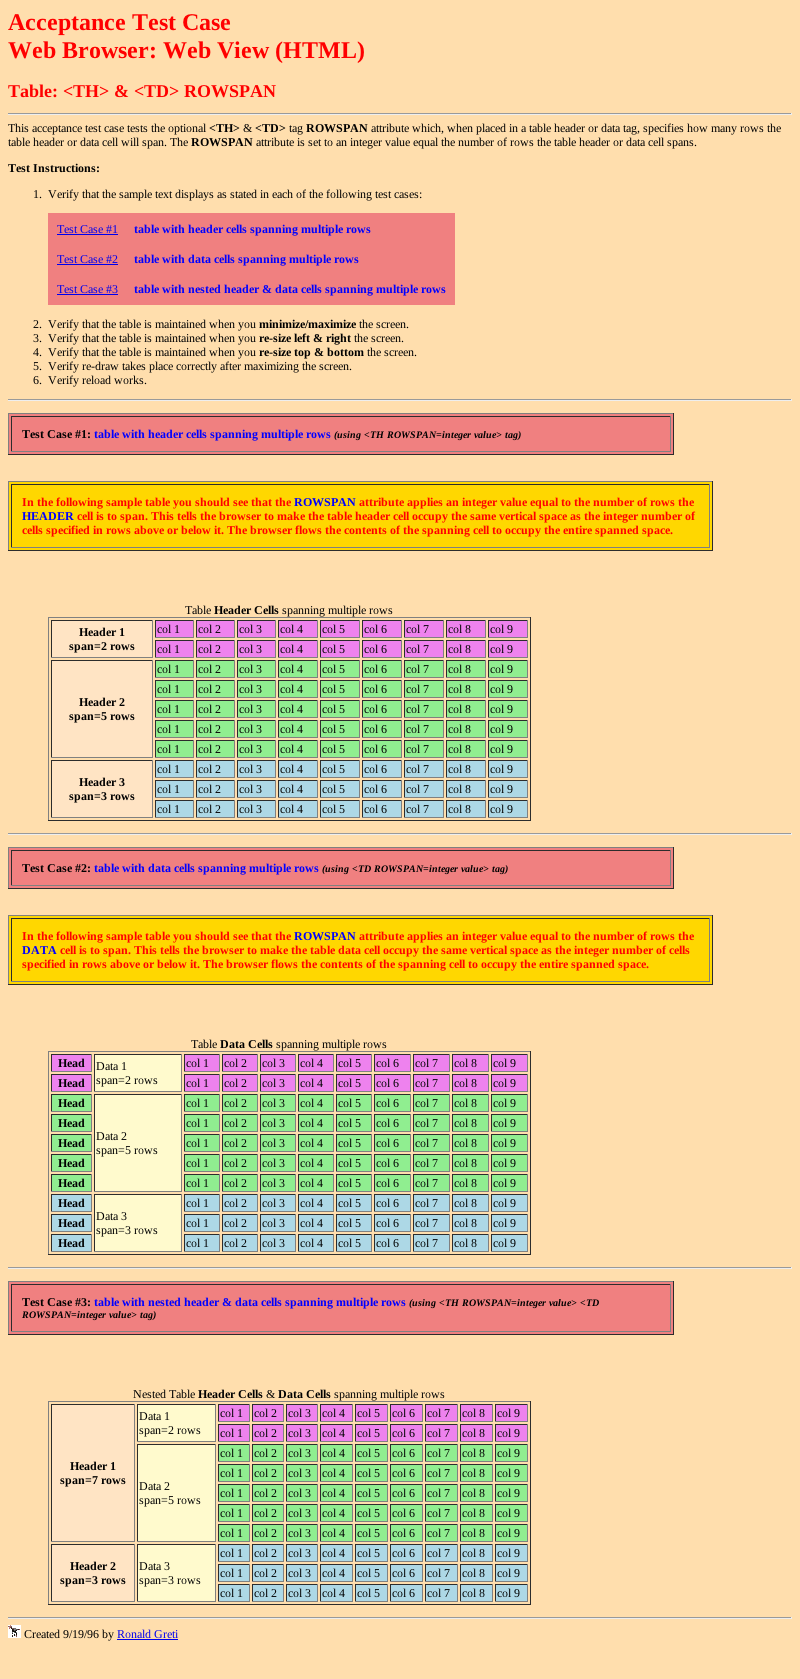 Acceptance Test Case
Web Browser: Web View (HTML)
Table: <TH> & <TD> ROWSPAN
This acceptance test case tests the optional <TH> & <TD> tag ROWSPAN attribute which, when placed in a table header or data tag, specifies how many rows the
table header or data cell will span. The ROWSPAN attribute is set to an integer value equal the number of rows the table header or data cell spans.
Test Instructions:
1. Verify that the sample text displays as stated in each of the following test cases:
Test Case #1 table with header cells spanning multiple rows
Test Case #2 table with data cells spanning multiple rows
Test Case #3 table with nested header & data cells spanning multiple rows
2. Verify that the table is maintained when you minimize/maximize the screen.
3. Verify that the table is maintained when you re-size left & right the screen.
4. Verify that the table is maintained when you re-size top & bottom the screen.
5. Verify re-draw takes place correctly after maximizing the screen.
6. Verify reload works.
Test Case #1: table with header cells spanning multiple rows (using <TH ROWSPAN=integer value> tag)
In the following sample table you should see that the ROWSPAN attribute applies an integer value equal to the number of rows the
HEADER cell is to span. This tells the browser to make the table header cell occupy the same vertical space as the integer number of
cells specified in rows above or below it. The browser flows the contents of the spanning cell to occupy the entire spanned space.
Table Header Cells spanning multiple rows
Header 1
span=2 rows
col 1 col 2 col 3 col 4 col 5 col 6 col 7 col 8 col 9
col 1 col 2 col 3 col 4 col 5 col 6 col 7 col 8 col 9
Header 2
span=5 rows
col 1 col 2 col 3 col 4 col 5 col 6 col 7 col 8 col 9
col 1 col 2 col 3 col 4 col 5 col 6 col 7 col 8 col 9
col 1 col 2 col 3 col 4 col 5 col 6 col 7 col 8 col 9
col 1 col 2 col 3 col 4 col 5 col 6 col 7 col 8 col 9
col 1 col 2 col 3 col 4 col 5 col 6 col 7 col 8 col 9
Header 3
span=3 rows
col 1 col 2 col 3 col 4 col 5 col 6 col 7 col 8 col 9
col 1 col 2 col 3 col 4 col 5 col 6 col 7 col 8 col 9
col 1 col 2 col 3 col 4 col 5 col 6 col 7 col 8 col 9
Test Case #2: table with data cells spanning multiple rows (using <TD ROWSPAN=integer value> tag)
In the following sample table you should see that the ROWSPAN attribute applies an integer value equal to the number of rows the
DATA cell is to span. This tells the browser to make the table data cell occupy the same vertical space as the integer number of cells
specified in rows above or below it. The browser flows the contents of the spanning cell to occupy the entire spanned space.
Table Data Cells spanning multiple rows
Head Data 1
span=2 rows
col 1 col 2 col 3 col 4 col 5 col 6 col 7 col 8 col 9
Head col 1 col 2 col 3 col 4 col 5 col 6 col 7 col 8 col 9
Head Data 2
span=5 rows
col 1 col 2 col 3 col 4 col 5 col 6 col 7 col 8 col 9
Head col 1 col 2 col 3 col 4 col 5 col 6 col 7 col 8 col 9
Head col 1 col 2 col 3 col 4 col 5 col 6 col 7 col 8 col 9
Head col 1 col 2 col 3 col 4 col 5 col 6 col 7 col 8 col 9
Head col 1 col 2 col 3 col 4 col 5 col 6 col 7 col 8 col 9
Head Data 3
span=3 rows
col 1 col 2 col 3 col 4 col 5 col 6 col 7 col 8 col 9
Head col 1 col 2 col 3 col 4 col 5 col 6 col 7 col 8 col 9
Head col 1 col 2 col 3 col 4 col 5 col 6 col 7 col 8 col 9
Test Case #3: table with nested header & data cells spanning multiple rows (using <TH ROWSPAN=integer value> <TD
ROWSPAN=integer value> tag)
Nested Table Header Cells & Data Cells spanning multiple rows
Header 1
span=7 rows
Data 1
span=2 rows
col 1 col 2 col 3 col 4 col 5 col 6 col 7 col 8 col 9
col 1 col 2 col 3 col 4 col 5 col 6 col 7 col 8 col 9
Data 2
span=5 rows
col 1 col 2 col 3 col 4 col 5 col 6 col 7 col 8 col 9
col 1 col 2 col 3 col 4 col 5 col 6 col 7 col 8 col 9
col 1 col 2 col 3 col 4 col 5 col 6 col 7 col 8 col 9
col 1 col 2 col 3 col 4 col 5 col 6 col 7 col 8 col 9
col 1 col 2 col 3 col 4 col 5 col 6 col 7 col 8 col 9
Header 2
span=3 rows
Data 3
span=3 rows
col 1 col 2 col 3 col 4 col 5 col 6 col 7 col 8 col 9
col 1 col 2 col 3 col 4 col 5 col 6 col 7 col 8 col 9
col 1 col 2 col 3 col 4 col 5 col 6 col 7 col 8 col 9
Created 9/19/96 by Ronald Greti